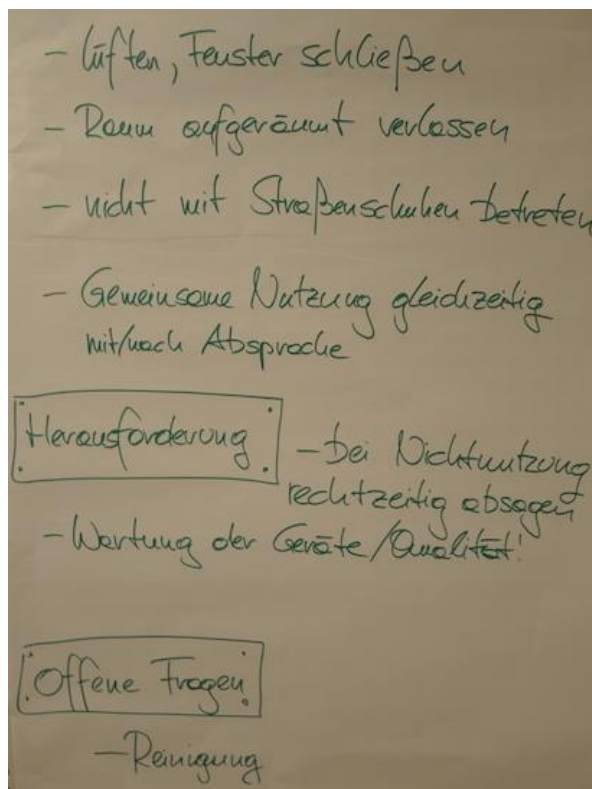 - lüften, Fenster schließen
- Raum aufgeräumt verlassen
- nicht mit Straßenschuhen betreten
- Gemeinsame Nutzung gleichzeitig
mit/nach Absprache
Herausforderung
- bei Nichtnutzung
rechtzeitig absagen
- Wartung der Geräte/Qualität!
Offene Fragen
- Reinigung